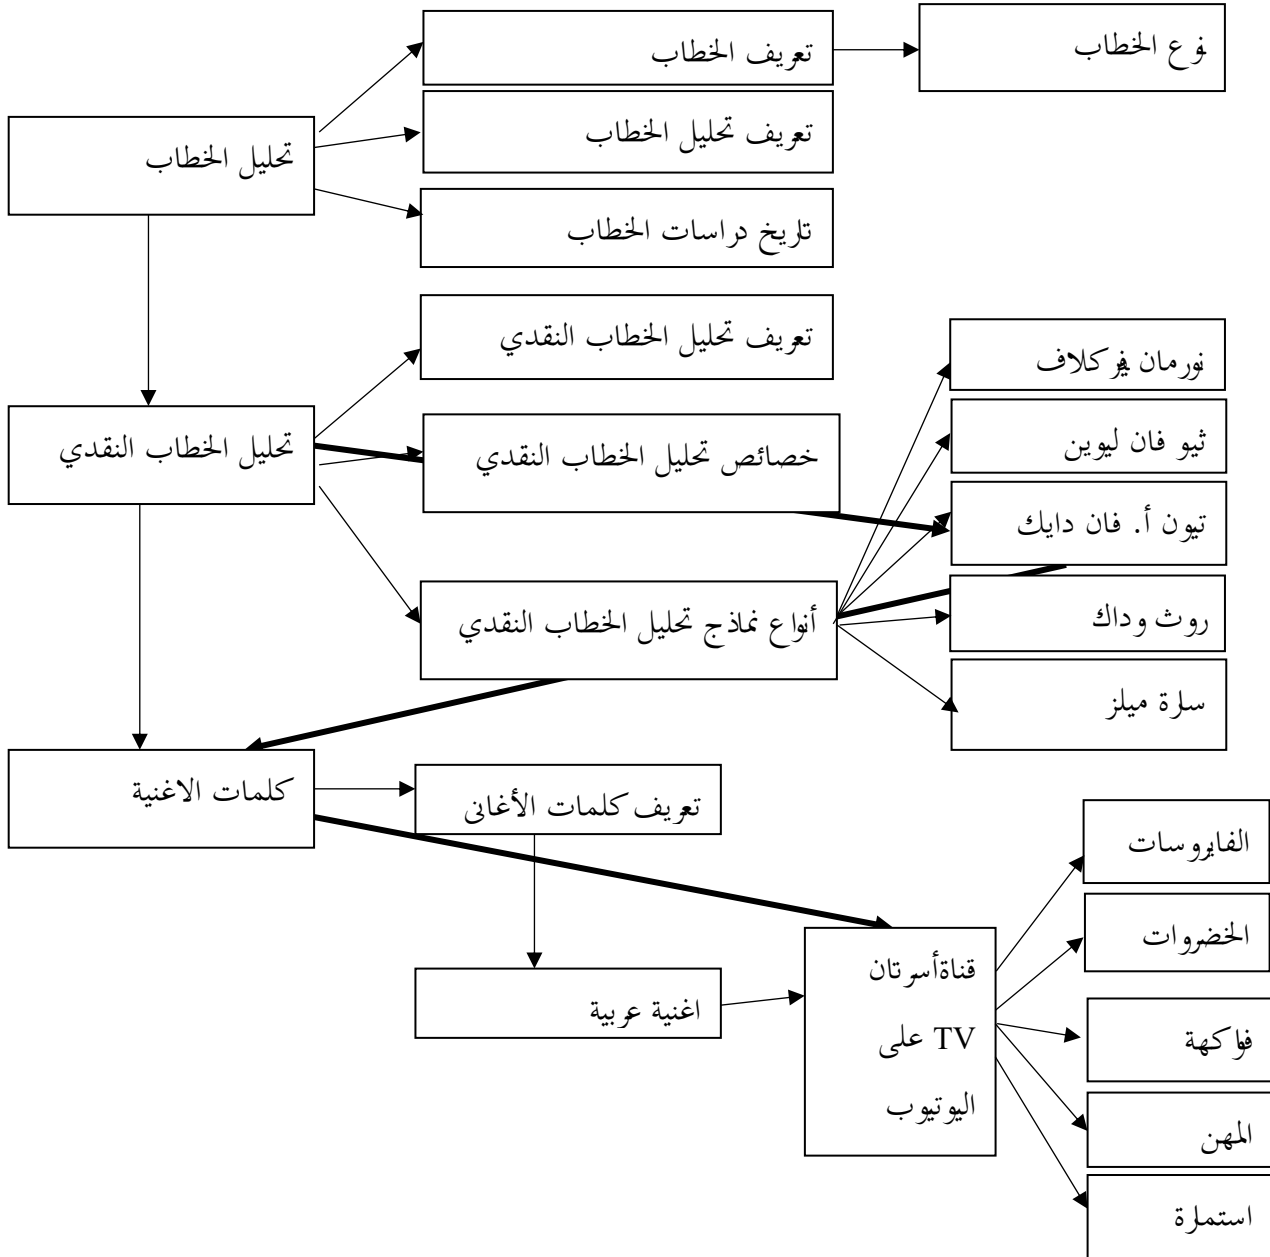 نوع الخطاب
تعريف الخطاب
تعريف تحليل الخطاب
تحليل الخطاب
تاريخ دراسات الخطاب
تعريف تحليل الخطاب النقدي
نورمان فيركلاف
ثيو فان ليوين
تحليل الخطاب النقدي
خصائص تحليل الخطاب النقدي
تيون أ. فان دايك
روث وداك
أنواع نماذج تحليل الخطاب النقدي
سارة ميلز
كلمات الاغنية
تعريف كلمات الأغانى
الفايروسات
الخضروات
قناةأسرتان
TV على
اليوتيوب
اغنية عربية
فواكهة
المهن
استمارة